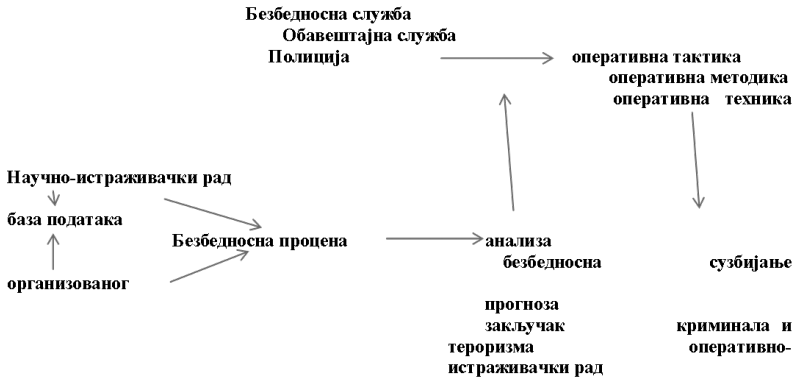 Безбедносна служба
Обавештајна служба
Полиција оперативна тактика
оперативна методика
оперативна техника
Научно-истраживачки рад
база података
Безбедносна процена анализа
безбедносна сузбијање
организованог
прогноза
закључак криминала и
тероризма оперативно-
истраживачки рад